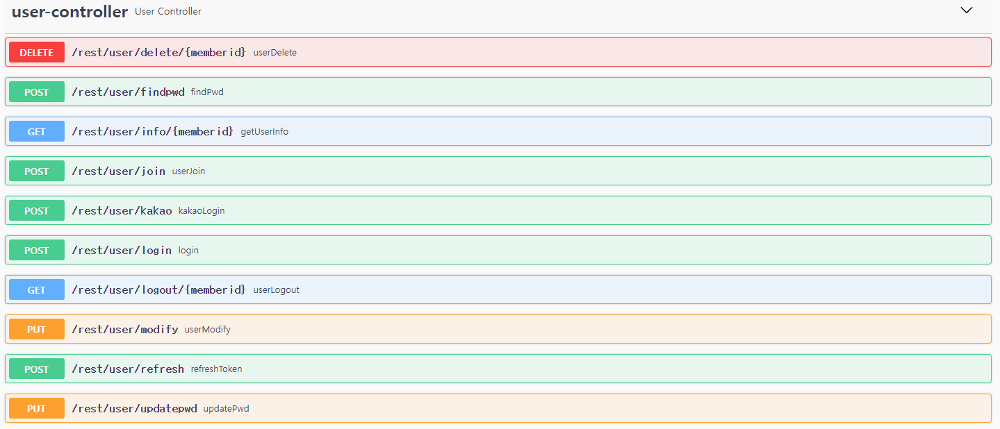 user-controller User Controller
DELETE /rest/user/delete/{memberid} userDelete
POST /rest/user/findpwd findPwd
GET /rest/user/info/{memberid} getUserInfo
POST /rest/user/join userJoin
POST /rest/user/kakao kakaoLogin
POST /rest/user/login login
GET /rest/user/logout/{memberid} userLogout
PUT /rest/user/modify userModify
POST /rest/user/refresh refreshToken
PUT /rest/user/updatepwd updatePwd